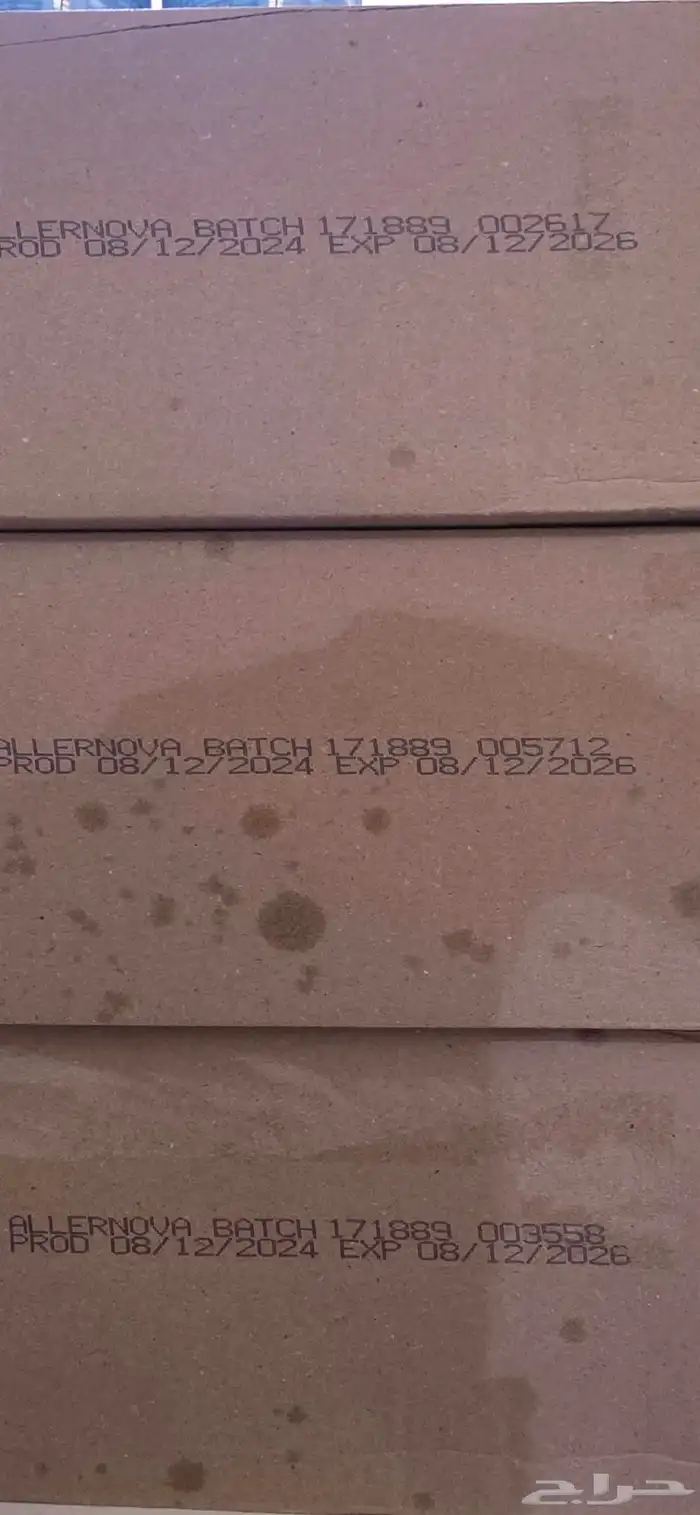 LLERNOVA BATCH 171889 002617
ROD 08/12/2024 EXP 08/12/2026
ALLERNOVA BATCH 171889 005712
PROD 08/12/2024 EXP 08/12/2026
ALLERNOVA BATCH 171889 003558
PROD 08/12/2024 EXP 08/12/2026
حراج